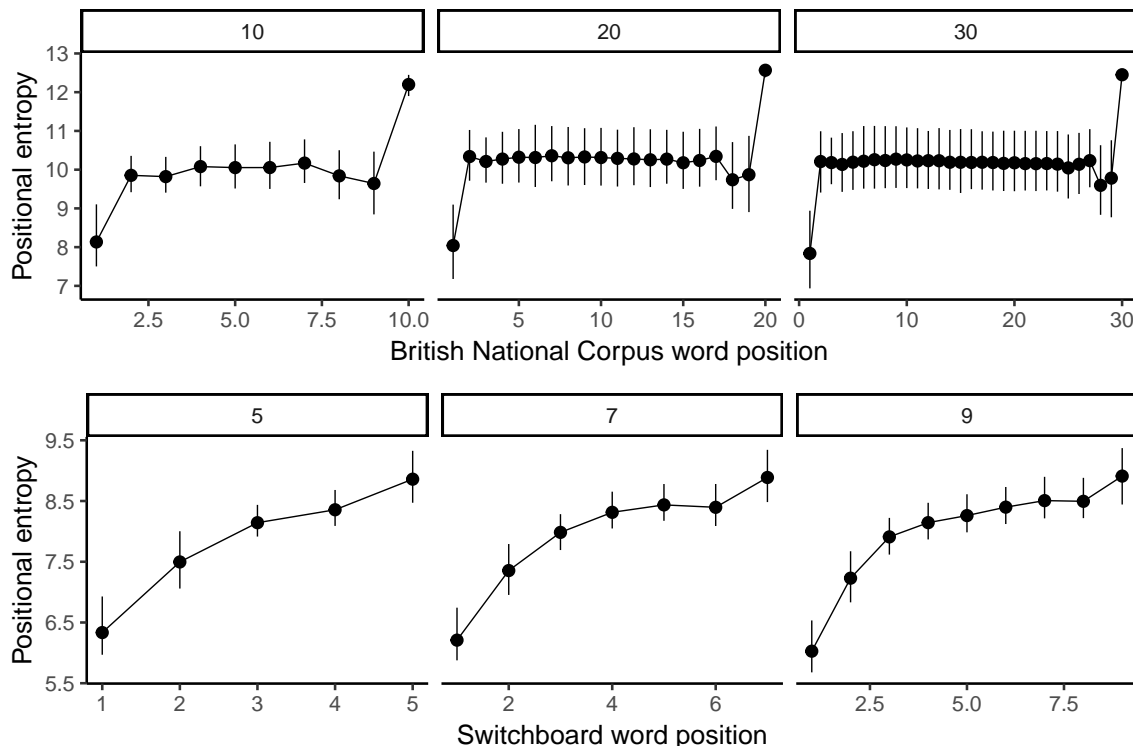 10 20 30
Positional entropy
13
12
11
10
9
8
7
2.5 5.0 7.5 10.0 5 10 15 20 0 10 20 30
British National Corpus word position
5 7 9
Positional entropy
9.5
8.5
7.5
6.5
5.5
1 2 3 4 5 2 4 6 2.5 5.0 7.5
Switchboard word position